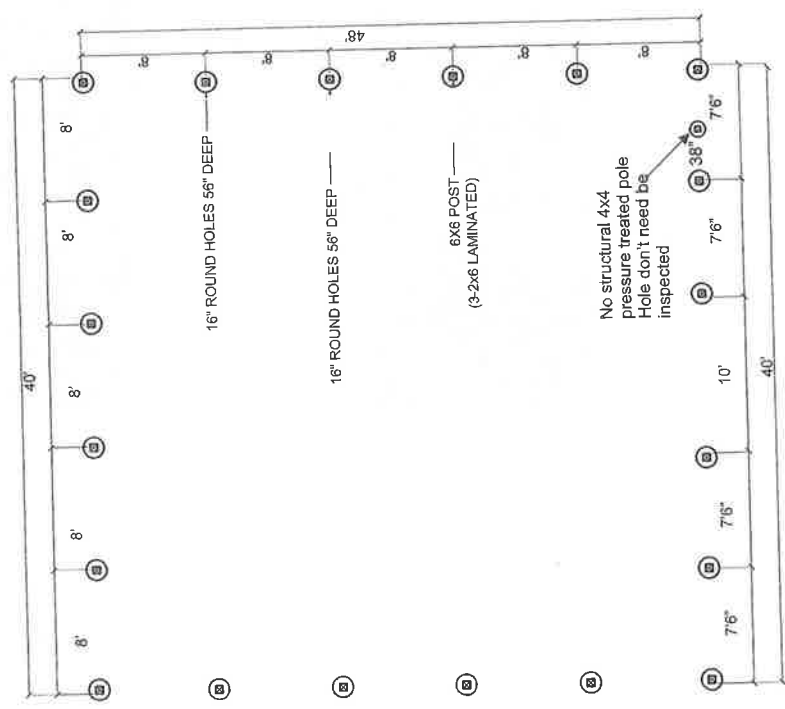 40'
8'
8'
8'
8'
8'
48'
8'
8'
8'
8'
8'
16" ROUND HOLES 56" DEEP
16" ROUND HOLES 56" DEEP
6X6 POST
(3-2x6 LAMINATED)
No structural 4x4
pressure treated pole
Hole don't need be
inspected
38"
7'6"
7'6"
10'
7'6"
7'6"
40'